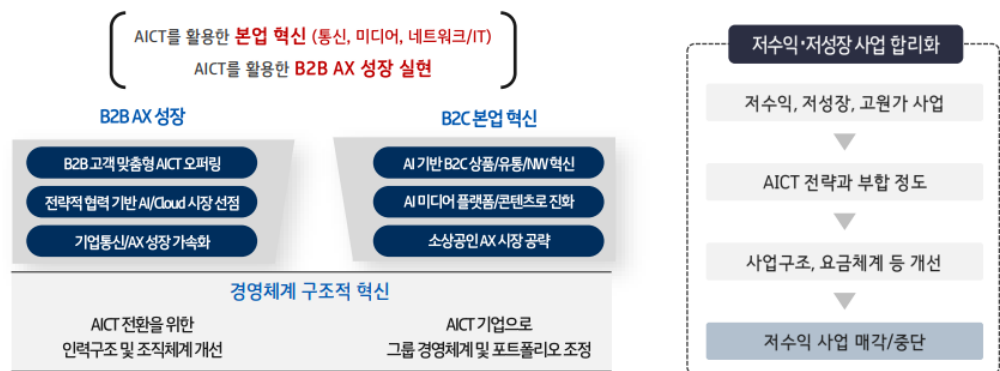 AICT를 활용한 본업 혁신 (통신, 미디어, 네트워크/IT)
AICT를 활용한 B2B AX 성장 실현
B2B AX 성장
B2B 고객 맞춤형 AICT 오퍼링
전략적 협력 기반 AI/Cloud 시장 선점
기업통신/AX 성장 가속화
B2C 본업 혁신
AI 기반 B2C 상품/유통/NW 혁신
AI 미디어 플랫폼/콘텐츠로 진화
소상공인 AX 시장 공략
경영체계 구조적 혁신
AICT 전환을 위한
인력구조 및 조직체계 개선
AICT 기업으로
그룹 경영체계 및 포트폴리오 조정
저수익·저성장 사업 합리화
저수익, 저성장, 고원가 사업
AICT 전략과 부합 정도
사업구조, 요금체계 등 개선
저수익 사업 매각/중단